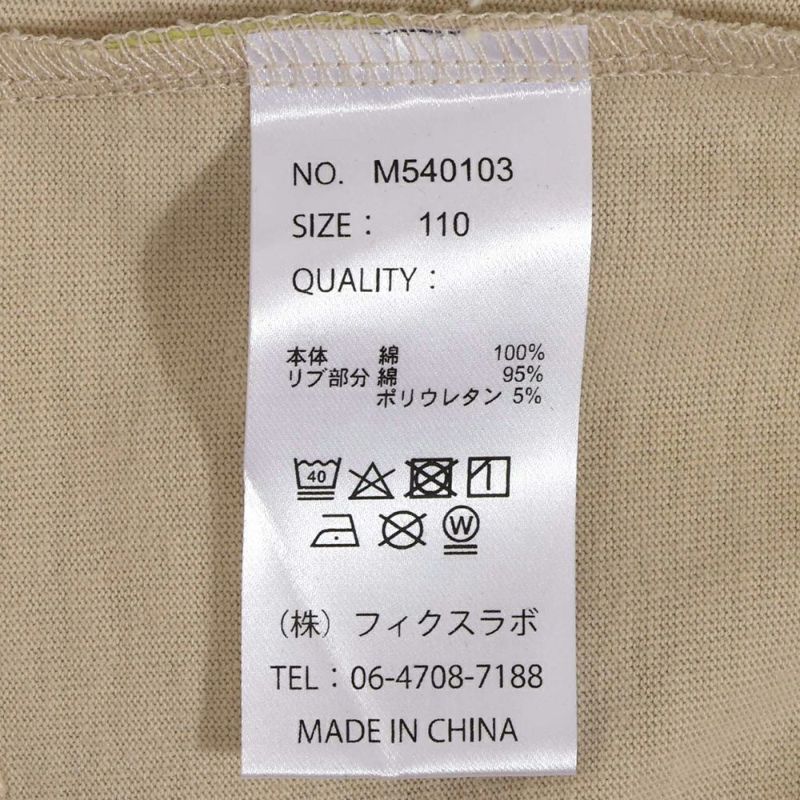 NO. M540103
SIZE : 110
QUALITY :
本体 綿 100%
リブ部分 綿 95%
ポリウレタン 5%
40 1
W
（株）フィクスラボ
TEL : 06-4708-7188
MADE IN CHINA